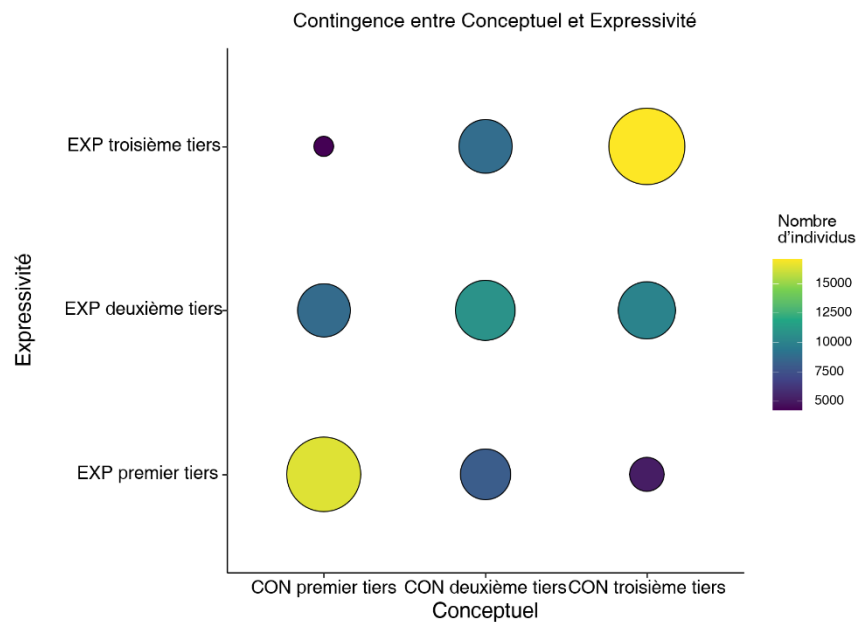 Contingence entre Conceptuel et Expressivité
EXP troisième tiers
EXP deuxième tiers
EXP premier tiers
Expressivité
CON premier tiers
CON deuxième tiers
CON troisième tiers
Conceptuel
Nombre
d'individus
15000
12500
10000
7500
5000